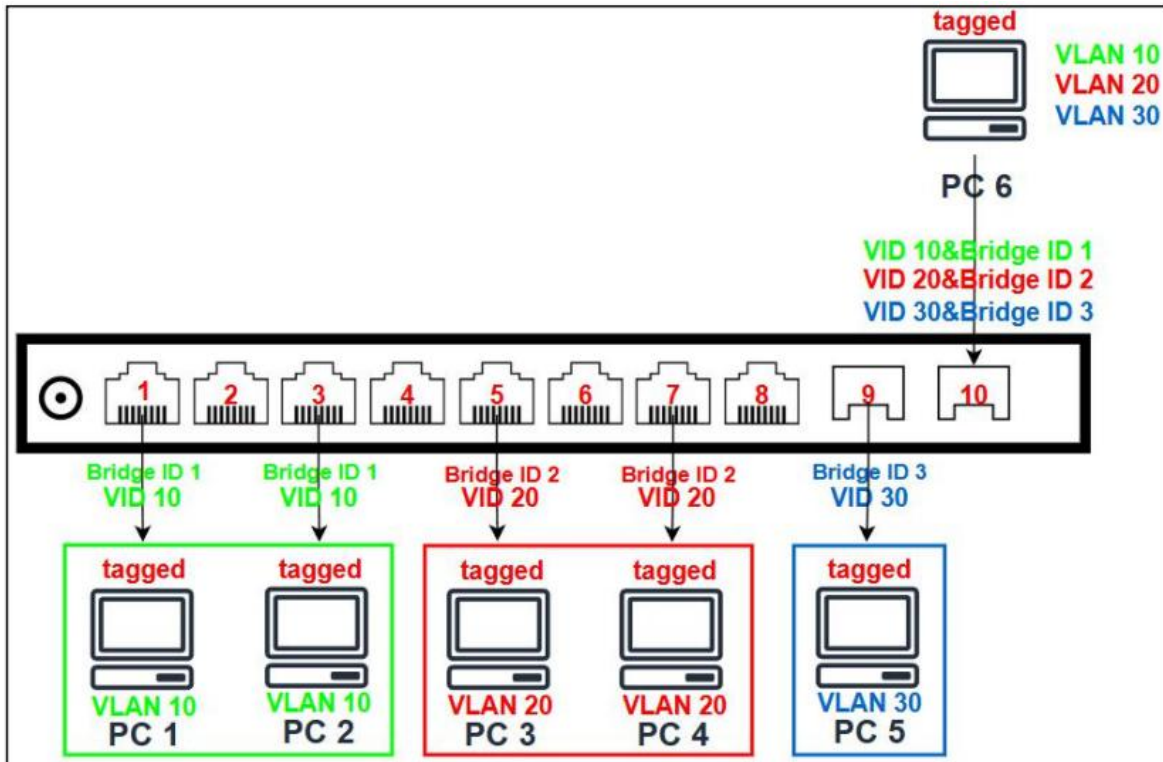 tagged
VLAN 10
VLAN 20
VLAN 30
PC 6
VID 10&Bridge ID 1
VID 20&Bridge ID 2
VID 30&Bridge ID 3
1 2 3 4 5 6 7 8 9 10
Bridge ID 1 Bridge ID 1 Bridge ID 2 Bridge ID 2 Bridge ID 3
VID 10 VID 10 VID 20 VID 20 VID 30
tagged tagged tagged tagged tagged
VLAN 10 VLAN 10 VLAN 20 VLAN 20 VLAN 30
PC 1 PC 2 PC 3 PC 4 PC 5